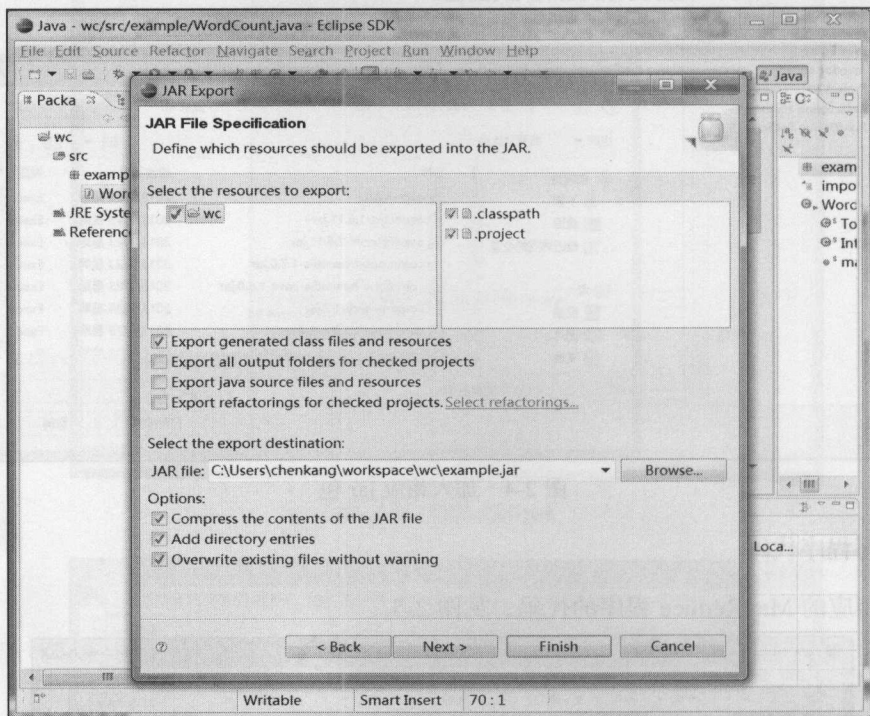 Java - wc/src/example/WordCount.java - Eclipse SDK
File Edit Source Refactor Navigate Search Project Run Window Help
Java
Packa
wc
src
examp
Word
JRE Syste
Referenc
JAR Export
JAR File Specification
Define which resources should be exported into the JAR.
Select the resources to export:
wc
.classpath
.project
Export generated class files and resources
Export all output folders for checked projects
Export java source files and resources
Export refactorings for checked projects. Select refactorings...
Select the export destination:
JAR file: C:\Users\chenkang\workspace\wc\example.jar
Browse...
Options:
Compress the contents of the JAR file
Add directory entries
Overwrite existing files without warning
< Back Next > Finish Cancel
exam
impo
Word
To
Int
ma
Loca...
Writable Smart Insert 70 : 1